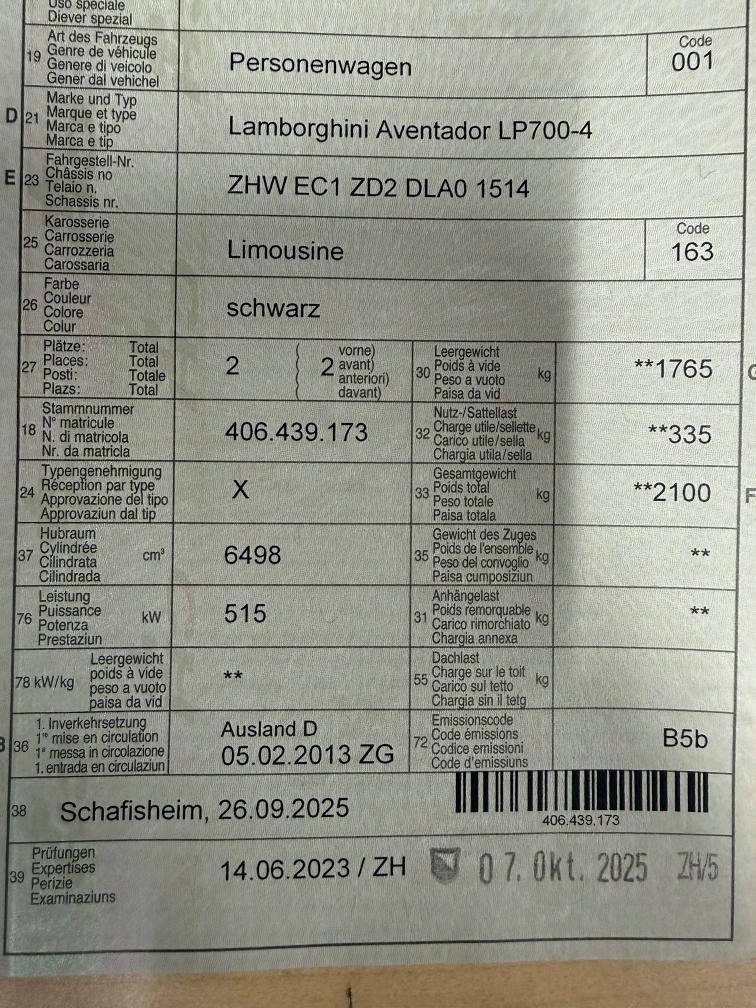 Uso speciale
Diever spezial
19 Art des Fahrzeugs
Genre de véhicule
Genere di veicolo
Gener dal vehichel
Personenwagen
Code
001
D 21 Marke und Typ
Marque et type
Marca e tipo
Marca e tip
Lamborghini Aventador LP700-4
E 23 Fahrgestell-Nr.
Châssis no
Telaio n.
Schassis nr.
ZHW EC1 ZD2 DLA0 1514
25 Karosserie
Carrosserie
Carrozzeria
Carossaria
Limousine
Code
163
26 Farbe
Couleur
Colore
Colur
schwarz
27 Plätze: Total
Places: Total
Posti: Totale
Plazs: Total
2 ( 2 vorne)
avant)
anteriori)
davant)
30 Leergewicht
Poids à vide
Peso a vuoto
Paisa da vid
kg
**1765
18 Stammnummer
N° matricule
N. di matricola
Nr. da matricla
406.439.173
32 Nutz-/Sattellast
Charge utile/sellette
Carico utile/sella
Chargia utila/sella
kg
**335
24 Typengenehmigung
Réception par type
Approvazione del tipo
Approvaziun dal tip
X
33 Gesamtgewicht
Poids total
Peso totale
Paisa totala
kg
**2100
F
37 Hubraum
Cylindrée
Cilindrata
Cilindrada
cm³
6498
35 Gewicht des Zuges
Poids de l'ensemble
Peso del convoglio
Paisa cumposiziun
kg
**
76 Leistung
Puissance
Potenza
Prestaziun
kW
515
31 Anhängelast
Poids remorquable
Carico rimorchiato
Chargia annexa
kg
**
78 kW/kg Leergewicht
poids à vide
peso a vuoto
paisa da vid
**
55 Dachlast
Charge sur le toit
Carico sul tetto
Chargia sin il tetg
kg
36 1. Inverkehrsetzung
1re mise en circulation
1a messa in circolazione
1. entrada en circulaziun
Ausland D
05.02.2013 ZG
72 Emissionscode
Code émissions
Codice emissioni
Code d'emissiuns
B5b
38 Schafisheim, 26.09.2025
406.439.173
39 Prüfungen
Expertises
Perizie
Examinaziuns
14.06.2023 / ZH
07. Okt. 2025 ZH/5